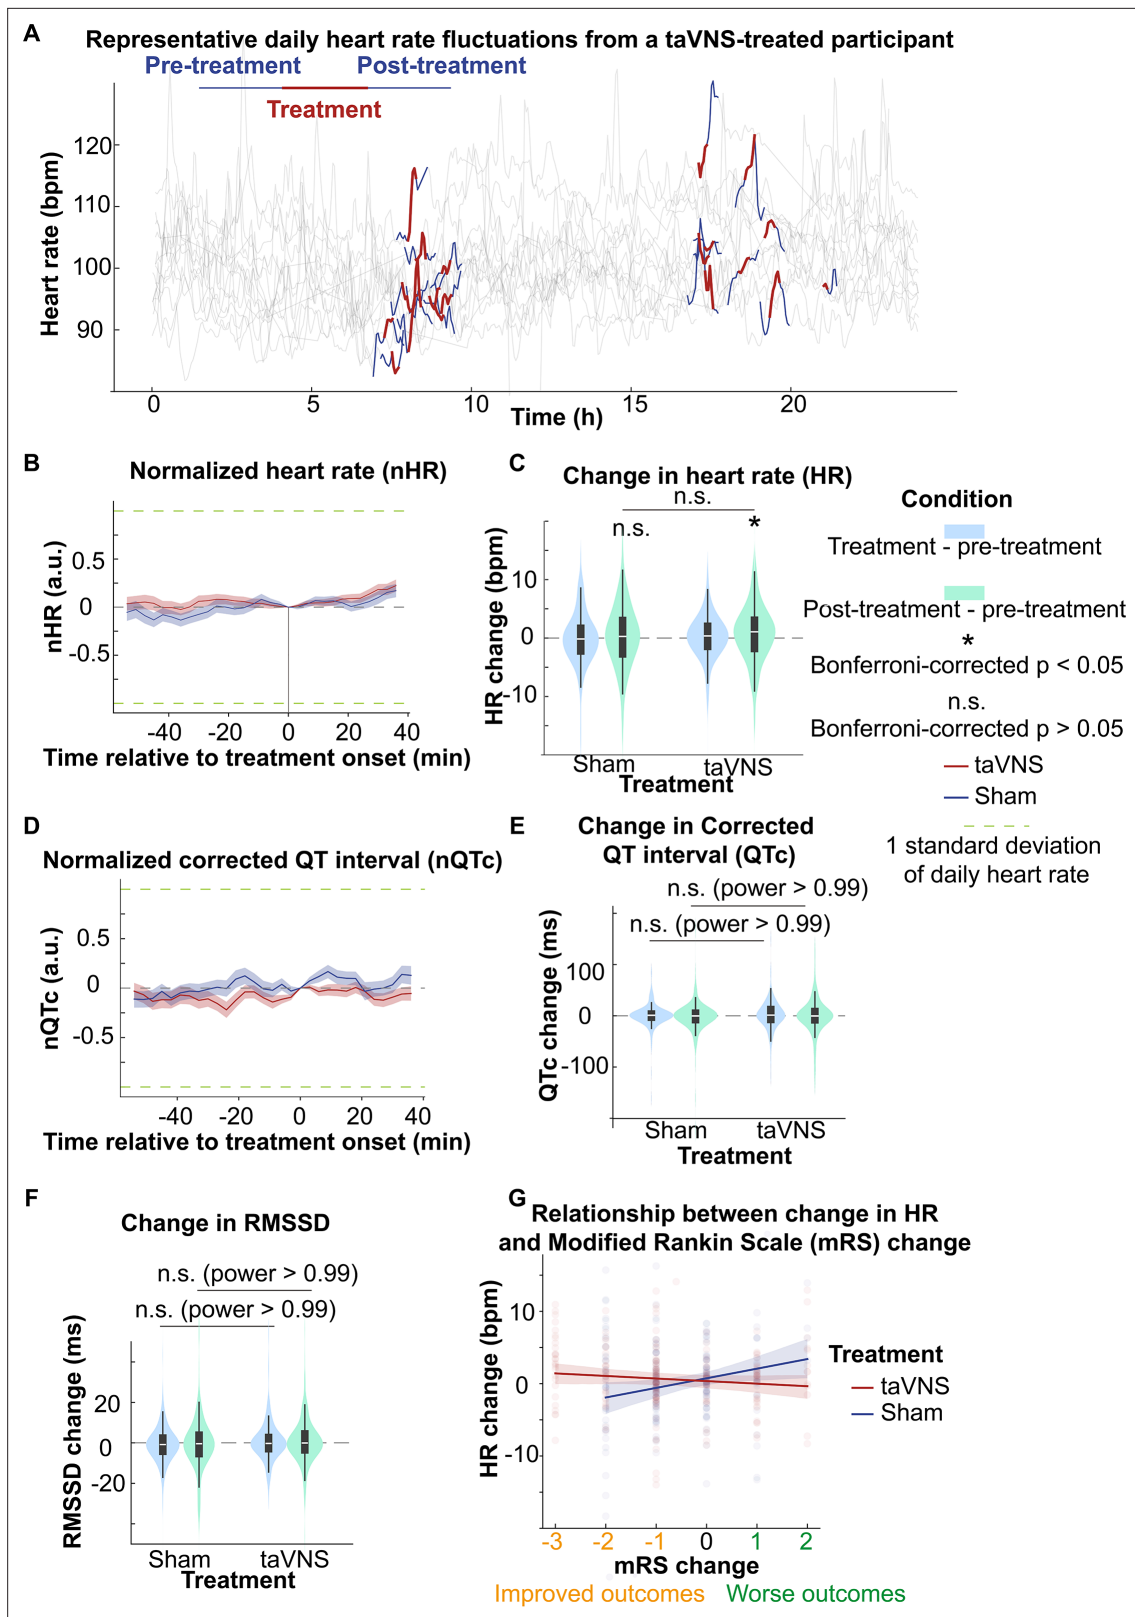 A
Representative daily heart rate fluctuations from a taVNS-treated participant
Pre-treatment
Post-treatment
Treatment
Heart rate (bpm)
120
110
100
90
0
5
10
15
20
Time (h)
B
Normalized heart rate (nHR)
nHR (a.u.)
0.5
0
-0.5
-40
-20
0
20
40
Time relative to treatment onset (min)
C
Change in heart rate (HR)
n.s.
n.s.
*
HR change (bpm)
10
0
-10
Sham
taVNS
Treatment
Condition
Treatment - pre-treatment
Post-treatment - pre-treatment
*
Bonferroni-corrected p < 0.05
n.s.
Bonferroni-corrected p > 0.05
taVNS
Sham
1 standard deviation
of daily heart rate
D
Normalized corrected QT interval (nQTc)
nQTc (a.u.)
0.5
0
-0.5
-40
-20
0
20
40
Time relative to treatment onset (min)
E
Change in Corrected
QT interval (QTc)
n.s. (power > 0.99)
n.s. (power > 0.99)
QTc change (ms)
100
0
-100
Sham
taVNS
Treatment
F
Change in RMSSD
n.s. (power > 0.99)
n.s. (power > 0.99)
RMSSD change (ms)
20
0
-20
Sham
taVNS
Treatment
G
Relationship between change in HR
and Modified Rankin Scale (mRS) change
HR change (bpm)
10
0
-10
-3
-2
-1
0
1
2
mRS change
Improved outcomes
Worse outcomes
Treatment
taVNS
Sham